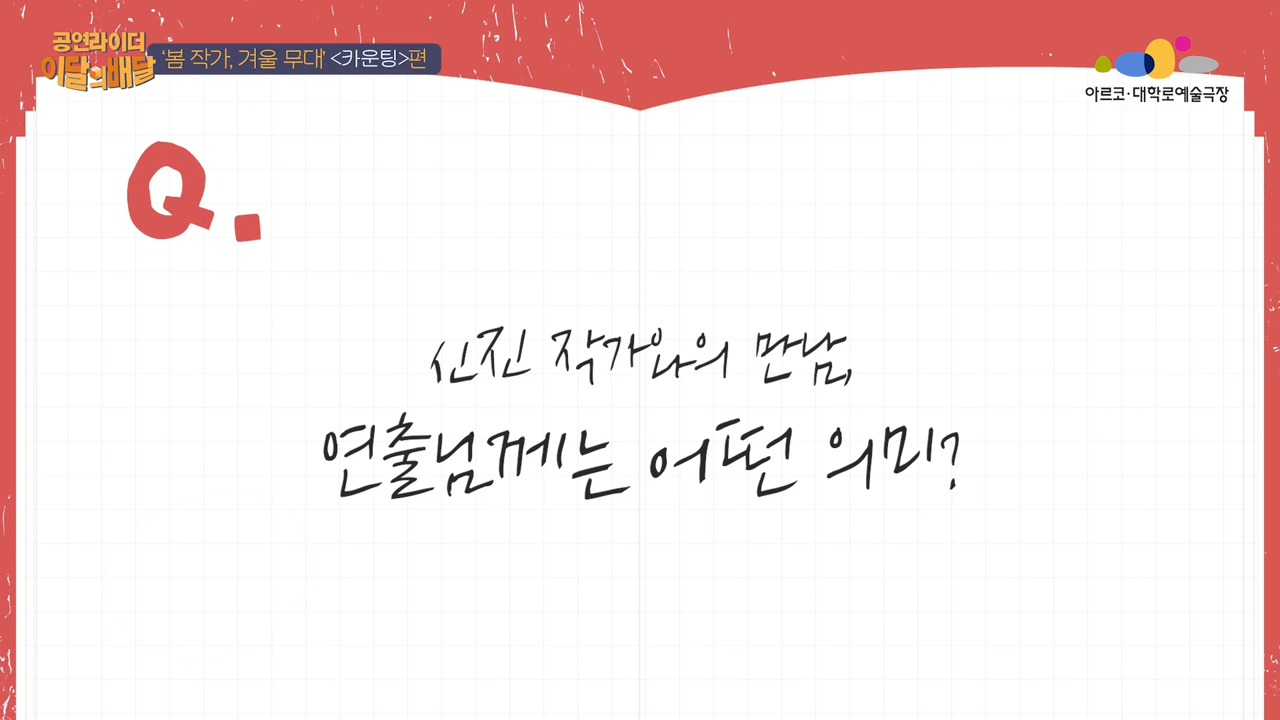 공연라이더
이달의배달
'봄 작가, 겨울 무대' <카운팅>편
아르코·대학로예술극장
Q.
신진 작가와의 만남,
연출님께는 어떤 의미?